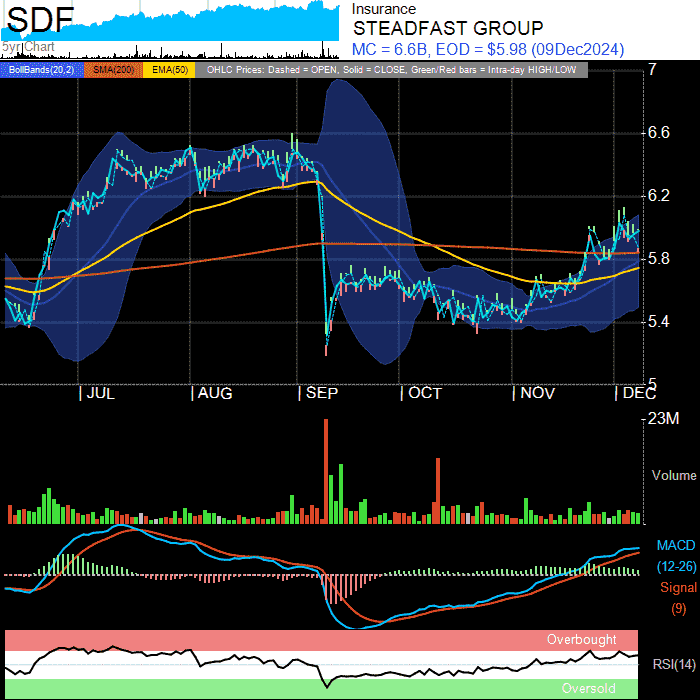 SDF
5yr Chart
Insurance
STEADFAST GROUP
MC = 6.6B, EOD = $5.98 (09Dec2024)
BollBands(20,2) SMA(200) EMA(50) OHLC Prices: Dashed = OPEN, Solid = CLOSE, Green/Red bars = Intra-day HIGH/LOW
7
6.6
6.2
5.8
5.4
5
JUL AUG SEP OCT NOV DEC
23M
Volume
MACD
(12-26)
Signal
(9)
Overbought
RSI(14)
Oversold